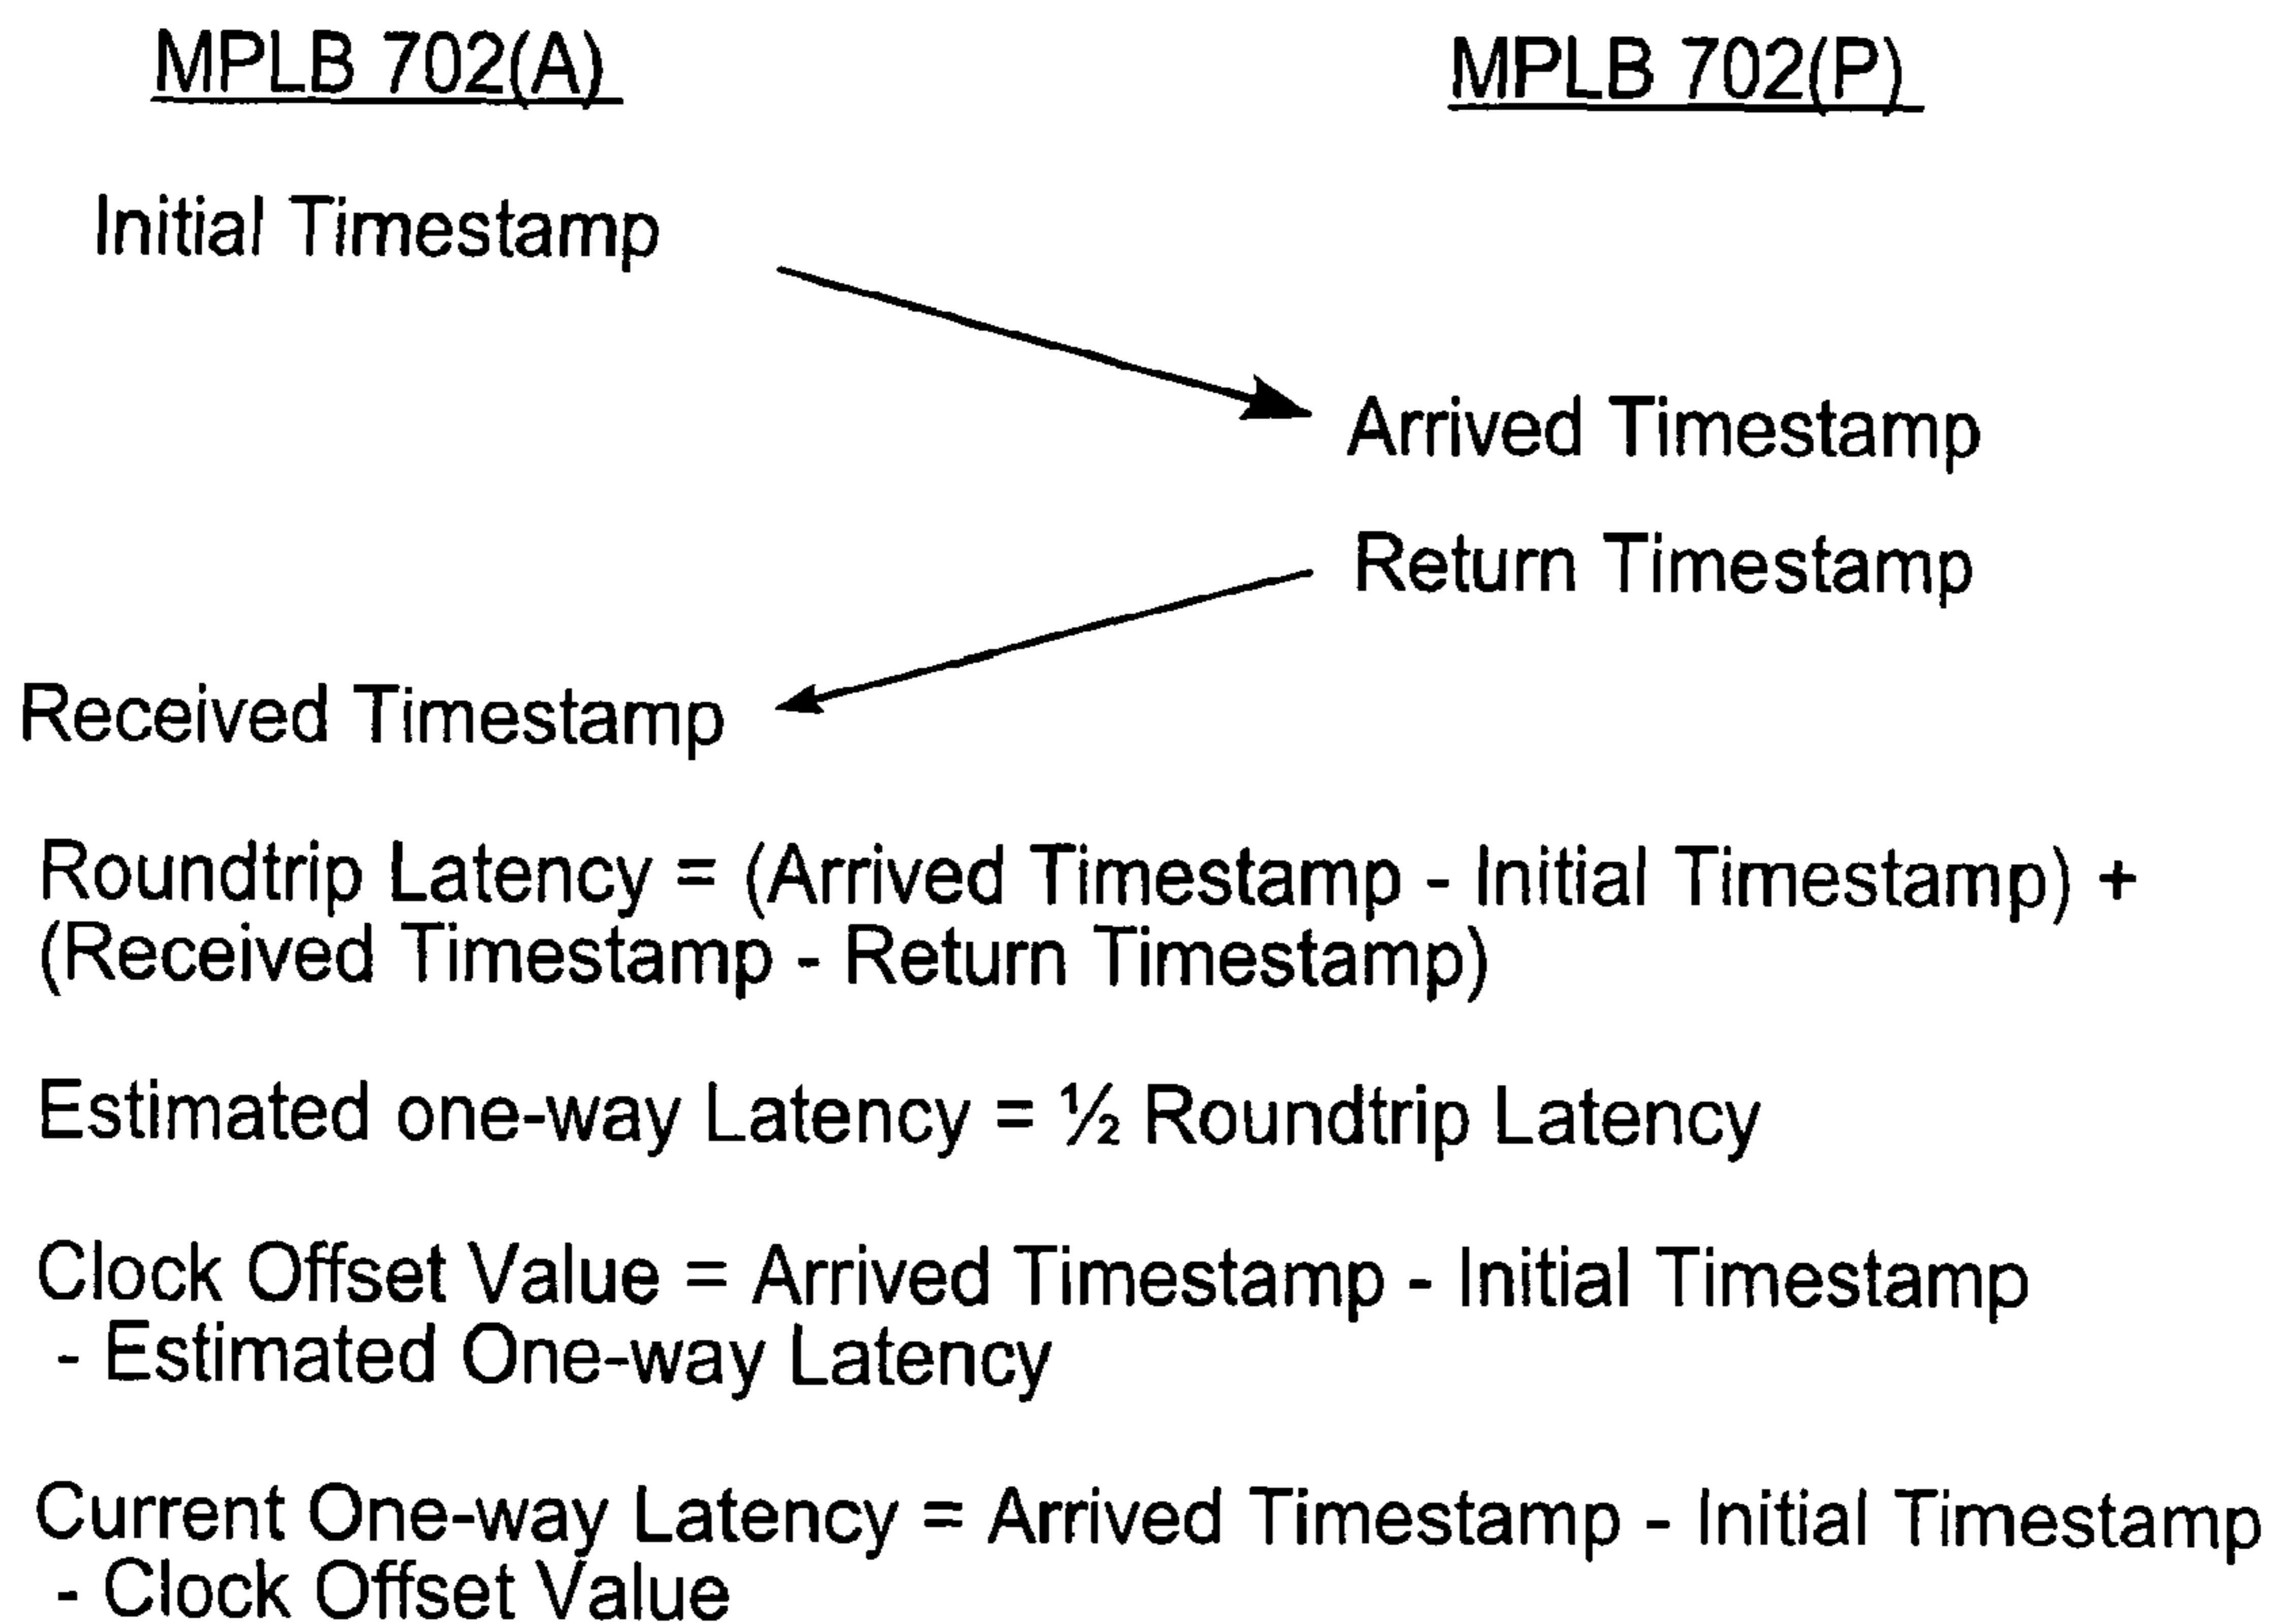 MPLB 702(A)
MPLB 702(P)
Initial Timestamp
Arrived Timestamp
Return Timestamp
Received Timestamp
Roundtrip Latency = (Arrived Timestamp - Initial Timestamp) +
(Received Timestamp - Return Timestamp)
Estimated one-way Latency = ½ Roundtrip Latency
Clock Offset Value = Arrived Timestamp - Initial Timestamp
- Estimated One-way Latency
Current One-way Latency = Arrived Timestamp - Initial Timestamp
- Clock Offset Value